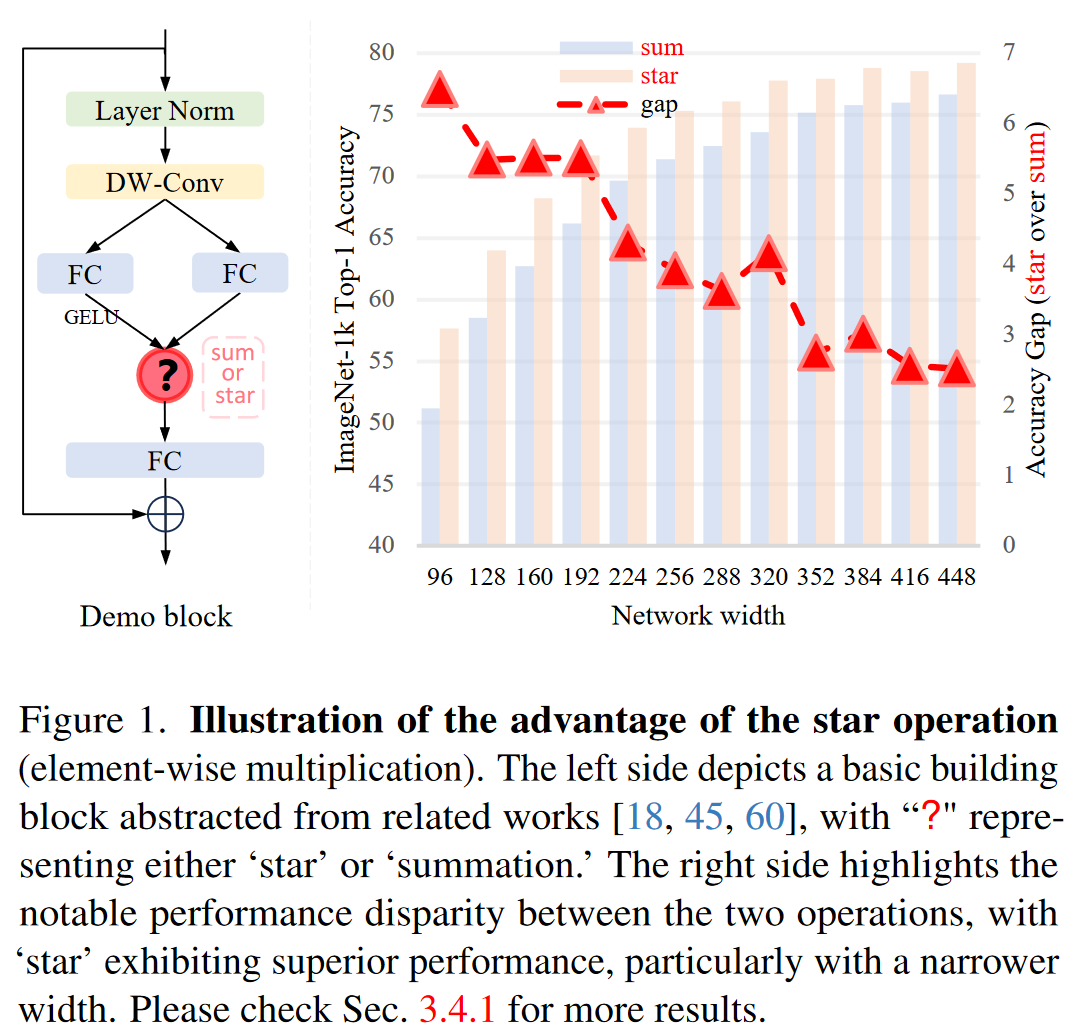 Layer Norm
DW-Conv
FC
FC
GELU
?
sum
or
star
FC
Demo block
sum
star
gap
ImageNet-1k Top-1 Accuracy
80
75
70
65
60
55
50
45
40
7
6
5
4
3
2
1
0
Accuracy Gap (star over sum)
96 128 160 192 224 256 288 320 352 384 416 448
Network width
Figure 1. Illustration of the advantage of the star operation
(element-wise multiplication). The left side depicts a basic building
block abstracted from related works [18, 45, 60], with “?" repre-
senting either ‘star’ or ‘summation.’ The right side highlights the
notable performance disparity between the two operations, with
‘star’ exhibiting superior performance, particularly with a narrower
width. Please check Sec. 3.4.1 for more results.